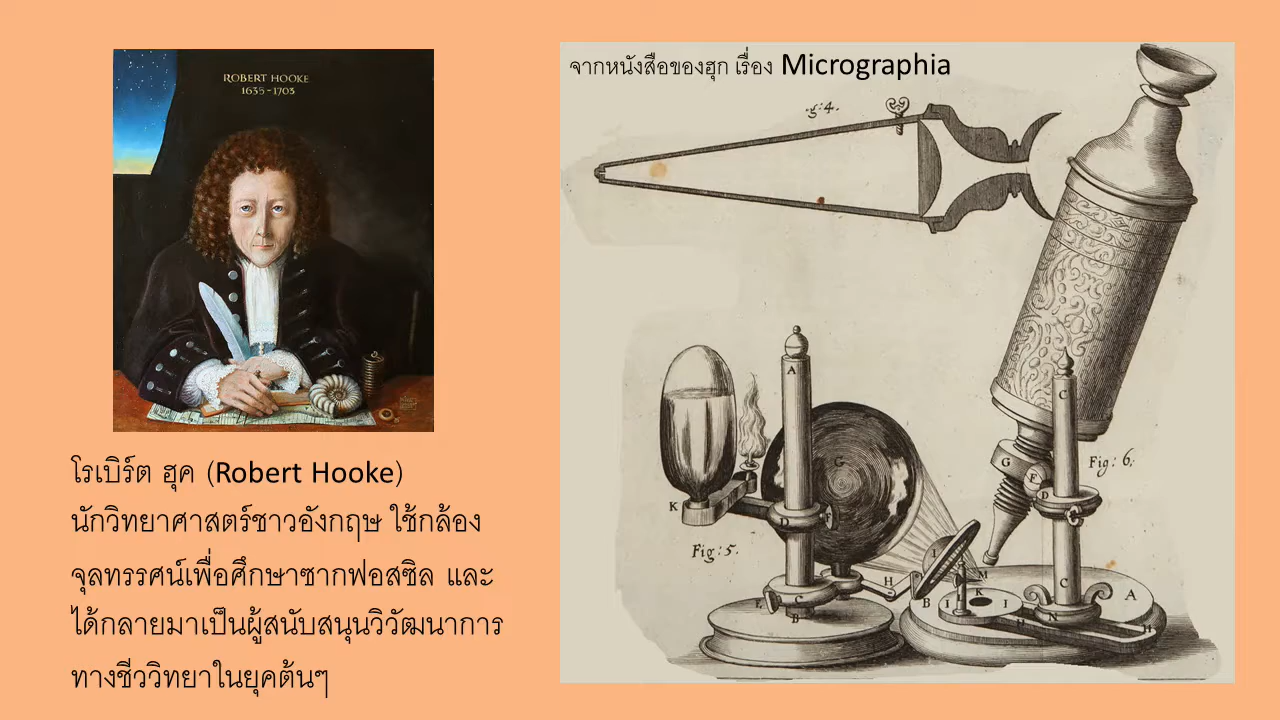 ROBERT HOOKE
1635-1703
โรเบิร์ต ฮุค (Robert Hooke)
นักวิทยาศาสตร์ชาวอังกฤษ ใช้กล้อง
จุลทรรศน์เพื่อศึกษาซากฟอสซิล และ
ได้กลายมาเป็นผู้สนับสนุนวิวัฒนาการ
ทางชีววิทยาในยุคต้นๆ
จากหนังสือของฮุก เรื่อง Micrographia
g:4.
A
C
G
Fig: 6.
F
D
G
K
D
F
Fig: 5.
I
H
M
K
C
A
B
I
I
L
C
B
N
H
H